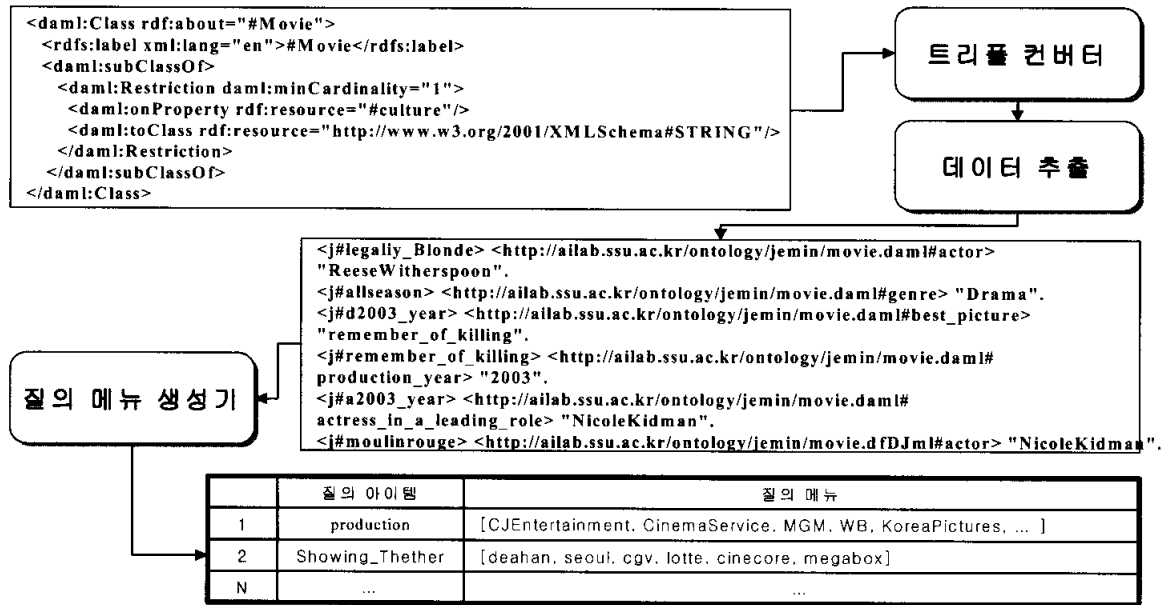 <daml:Class rdf:about="#Movie">
<rdfs:label xml:lang="en">#Movie</rdfs:label>
<daml:subClassOf>
<daml:Restriction daml:minCardinality="1">
<daml:onProperty rdf:resource="#culture"/>
<daml:toClass rdf:resource="http://www.w3.org/2001/XMLSchema#STRING"/>
</daml:Restriction>
</daml:subClassOf>
</daml:Class>
트리플 컨버터
데이터 추출
<j#legaliy_Blonde> <http://ailab.ssu.ac.kr/ontology/jemin/movie.daml#actor>
"ReeseWitherspoon".
<j#allseason> <http://ailab.ssu.ac.kr/ontology/jemin/movie.daml#genre> "Drama".
<j#d2003_year> <http://ailab.ssu.ac.kr/ontology/jemin/movie.daml#best_picture>
"remember_of_killing".
<j#remember_of_killing> <http://ailab.ssu.ac.kr/ontology/jemin/movie.daml#
production_year> "2003".
<j#a2003_year> <http://ailab.ssu.ac.kr/ontology/jemin/movie.daml#
actress_in_a_leading_role> "NicoleKidman".
<j#moulinrouge> <http://ailab.ssu.ac.kr/ontology/jemin/movie.dfDJml#actor> "NicoleKidman".
질의 메뉴 생성기
질의 아이템 질의 메뉴
1 production [CJEntertainment, CinemaService, MGM, WB, KoreaPictures, ... ]
2 Showing_Thether [deahan, seoul, cgv, lotte, cinecore, megabox]
N ... ...